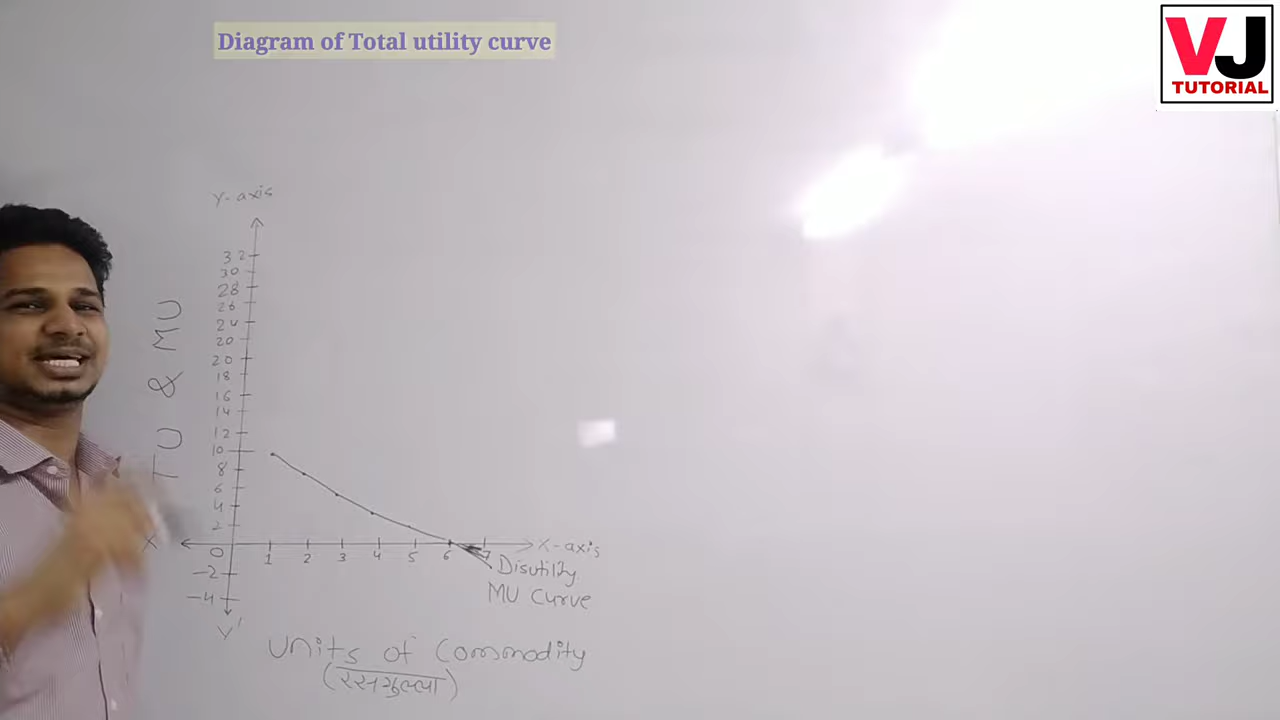 Diagram of Total utility curve
VJ
TUTORIAL
Y-axis
32
30
28
26
24
20
20
18
16
14
12
10
8
6
4
2
0
-2
-4
TU & MU
X
1 2 3 4 5 6 7
X-axis
Disutility
MU Curve
Y'
Units of Commodity
(रसगुल्ला)